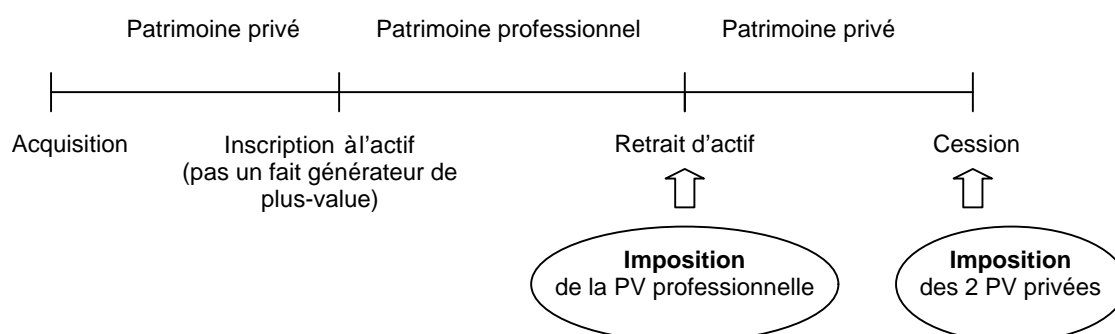 Patrimoine privé Patrimoine professionnel Patrimoine privé
Acquisition Inscription àl'actif Retrait d'actif Cession
(pas un fait générateur de
plus-value)
Imposition Imposition
de la PV professionnelle des 2 PV privées